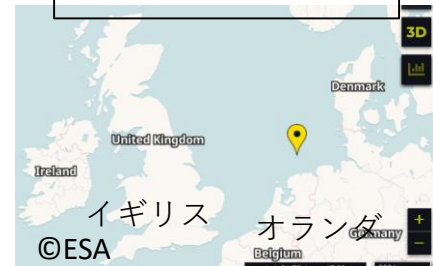 3D
Denmark
United Kingdom
Ireland
イギリス
オランダ
Germany
+
©ESA
Belgium
−